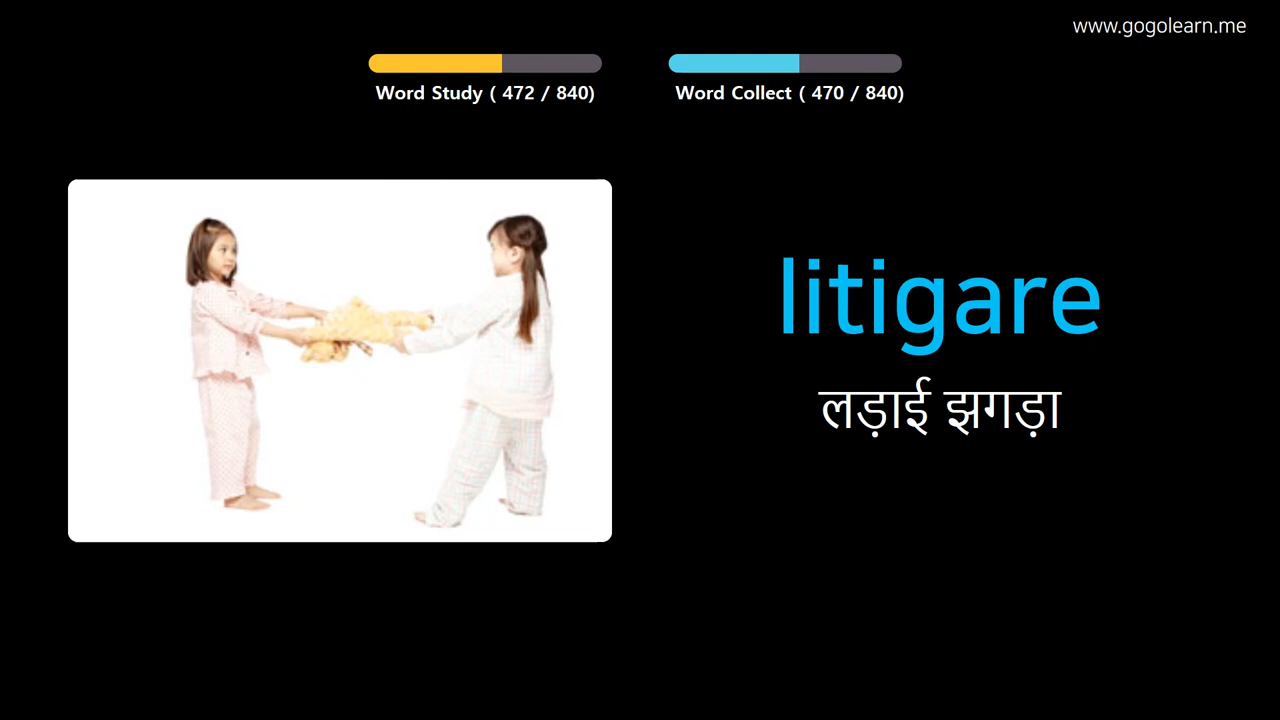 www.gogolearn.me
Word Study ( 472 / 840)
Word Collect ( 470 / 840)
litigare
लड़ाई झगड़ा